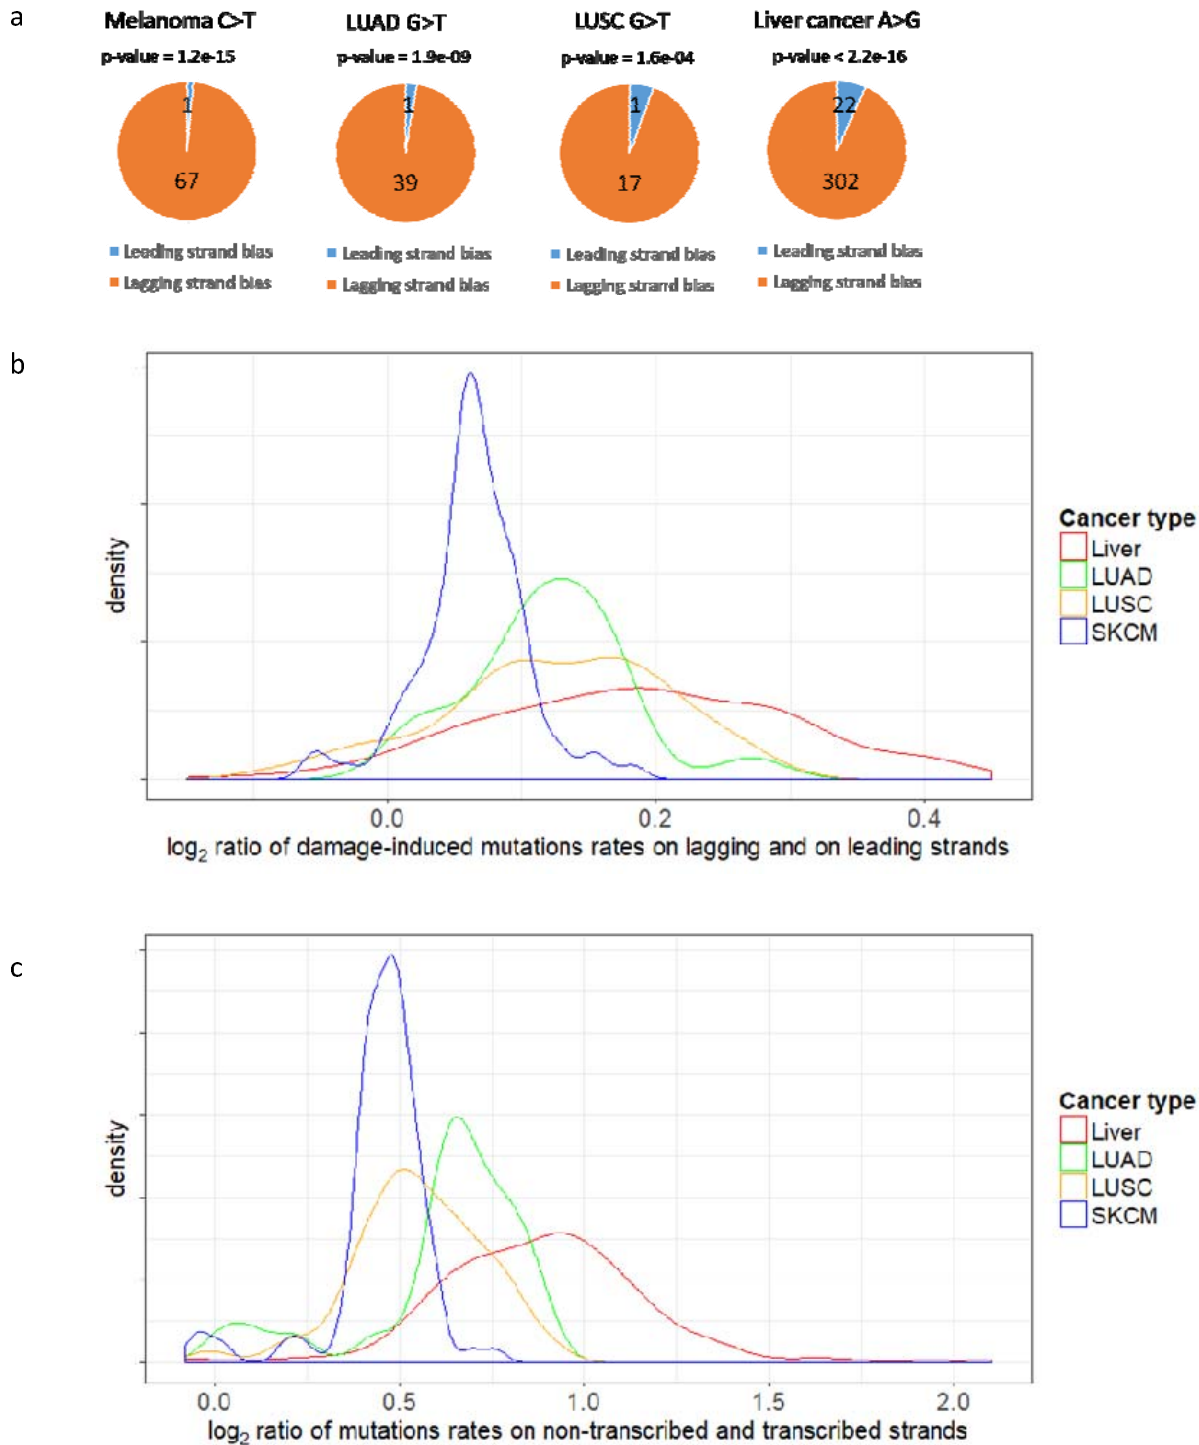 a
Melanoma C>T
LUAD G>T
LUSC G>T
Liver cancer A>G
p-value = 1.2e-15
p-value = 1.9e-09
p-value = 1.6e-04
p-value < 2.2e-16
1
1
1
22
67
39
17
302
Leading strand bias
Leading strand bias
Leading strand bias
Leading strand bias
Lagging strand bias
Lagging strand bias
Lagging strand bias
Lagging strand bias
b
density
Cancer type
Liver
LUAD
LUSC
SKCM
0.0
0.2
0.4
log2 ratio of damage-induced mutations rates on lagging and on leading strands
c
density
Cancer type
Liver
LUAD
LUSC
SKCM
0.0
0.5
1.0
1.5
2.0
log2 ratio of mutations rates on non-transcribed and transcribed strands